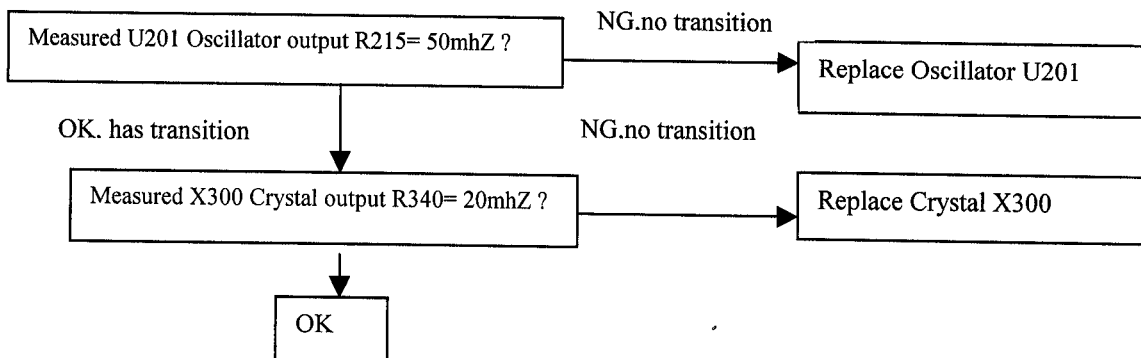 Measured U201 Oscillator output R215= 50mhZ ?
NG.no transition
Replace Oscillator U201
OK. has transition
NG.no transition
Measured X300 Crystal output R340= 20mhZ ?
Replace Crystal X300
OK